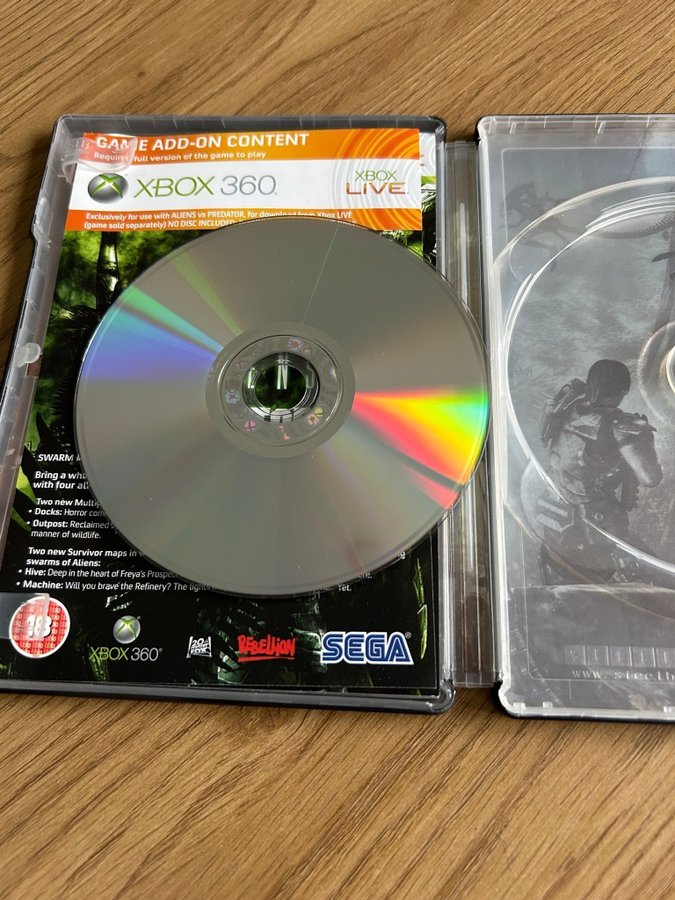 GAME ADD-ON CONTENT
Requires full version of the game to play
XBOX 360
XBOX
LIVE
Exclusively for use with ALIENS vs PREDATOR, for download from Xbox LIVE
(game sold separately) NO DISC INCLUDED
SWARM
Bring a
with four all
Two new
• Docks: Horror
• Outpost: Reclaimed
manner of wildlife.
Two new Survivor maps in
swarms of Aliens:
• Hive: Deep in the heart of Freya's Prospect
• Machine: Will you brave the Refinery? The
18
XBOX 360
20
FOX
REBELLION
SEGA